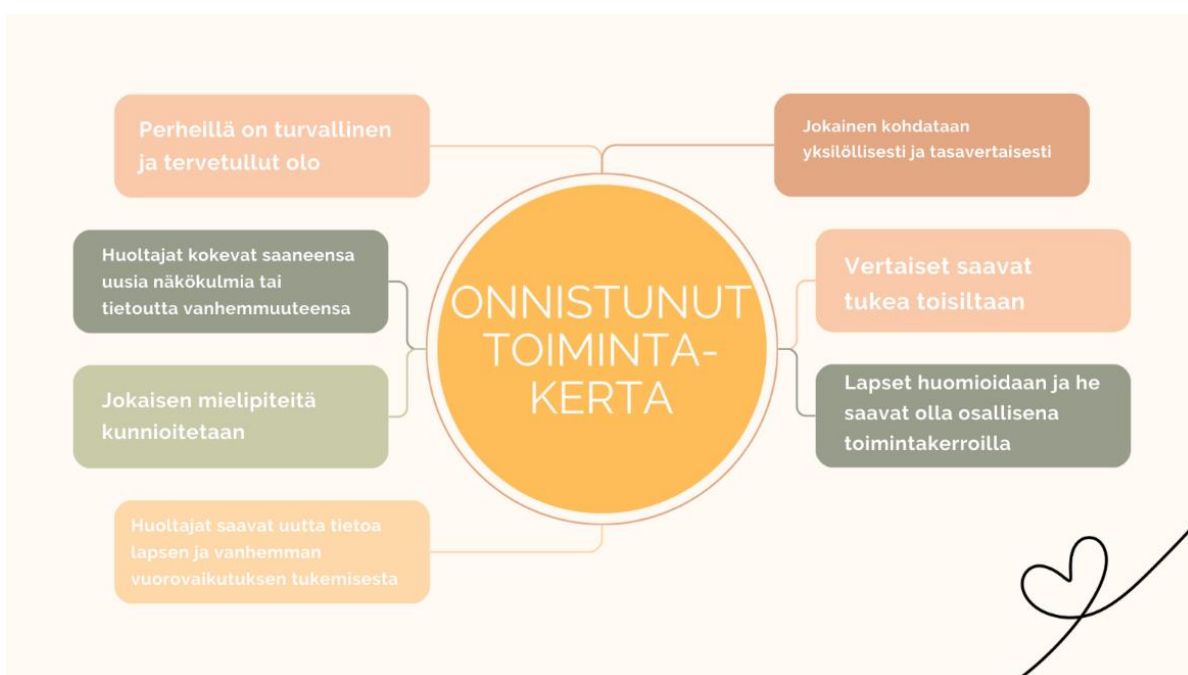 Perheillä on turvallinen
ja tervetullut olo
Huoltajat kokevat saaneensa
uusia näkökulmia tai
tietoutta vanhemmuuteensa
Jokaisen mielipiteitä
kunnioitetaan
Huoltajat saavat uutta tietoa
lapsen ja vanhemman
vuorovaikutuksen tukemisesta
ONNISTUNUT
TOIMINTA-
KERTA
Jokainen kohdataan
yksilöllisesti ja tasavertaisesti
Vertaiset saavat
tukea toisiltaan
Lapset huomioidaan ja he
saavat olla osallisena
toimintakerroilla